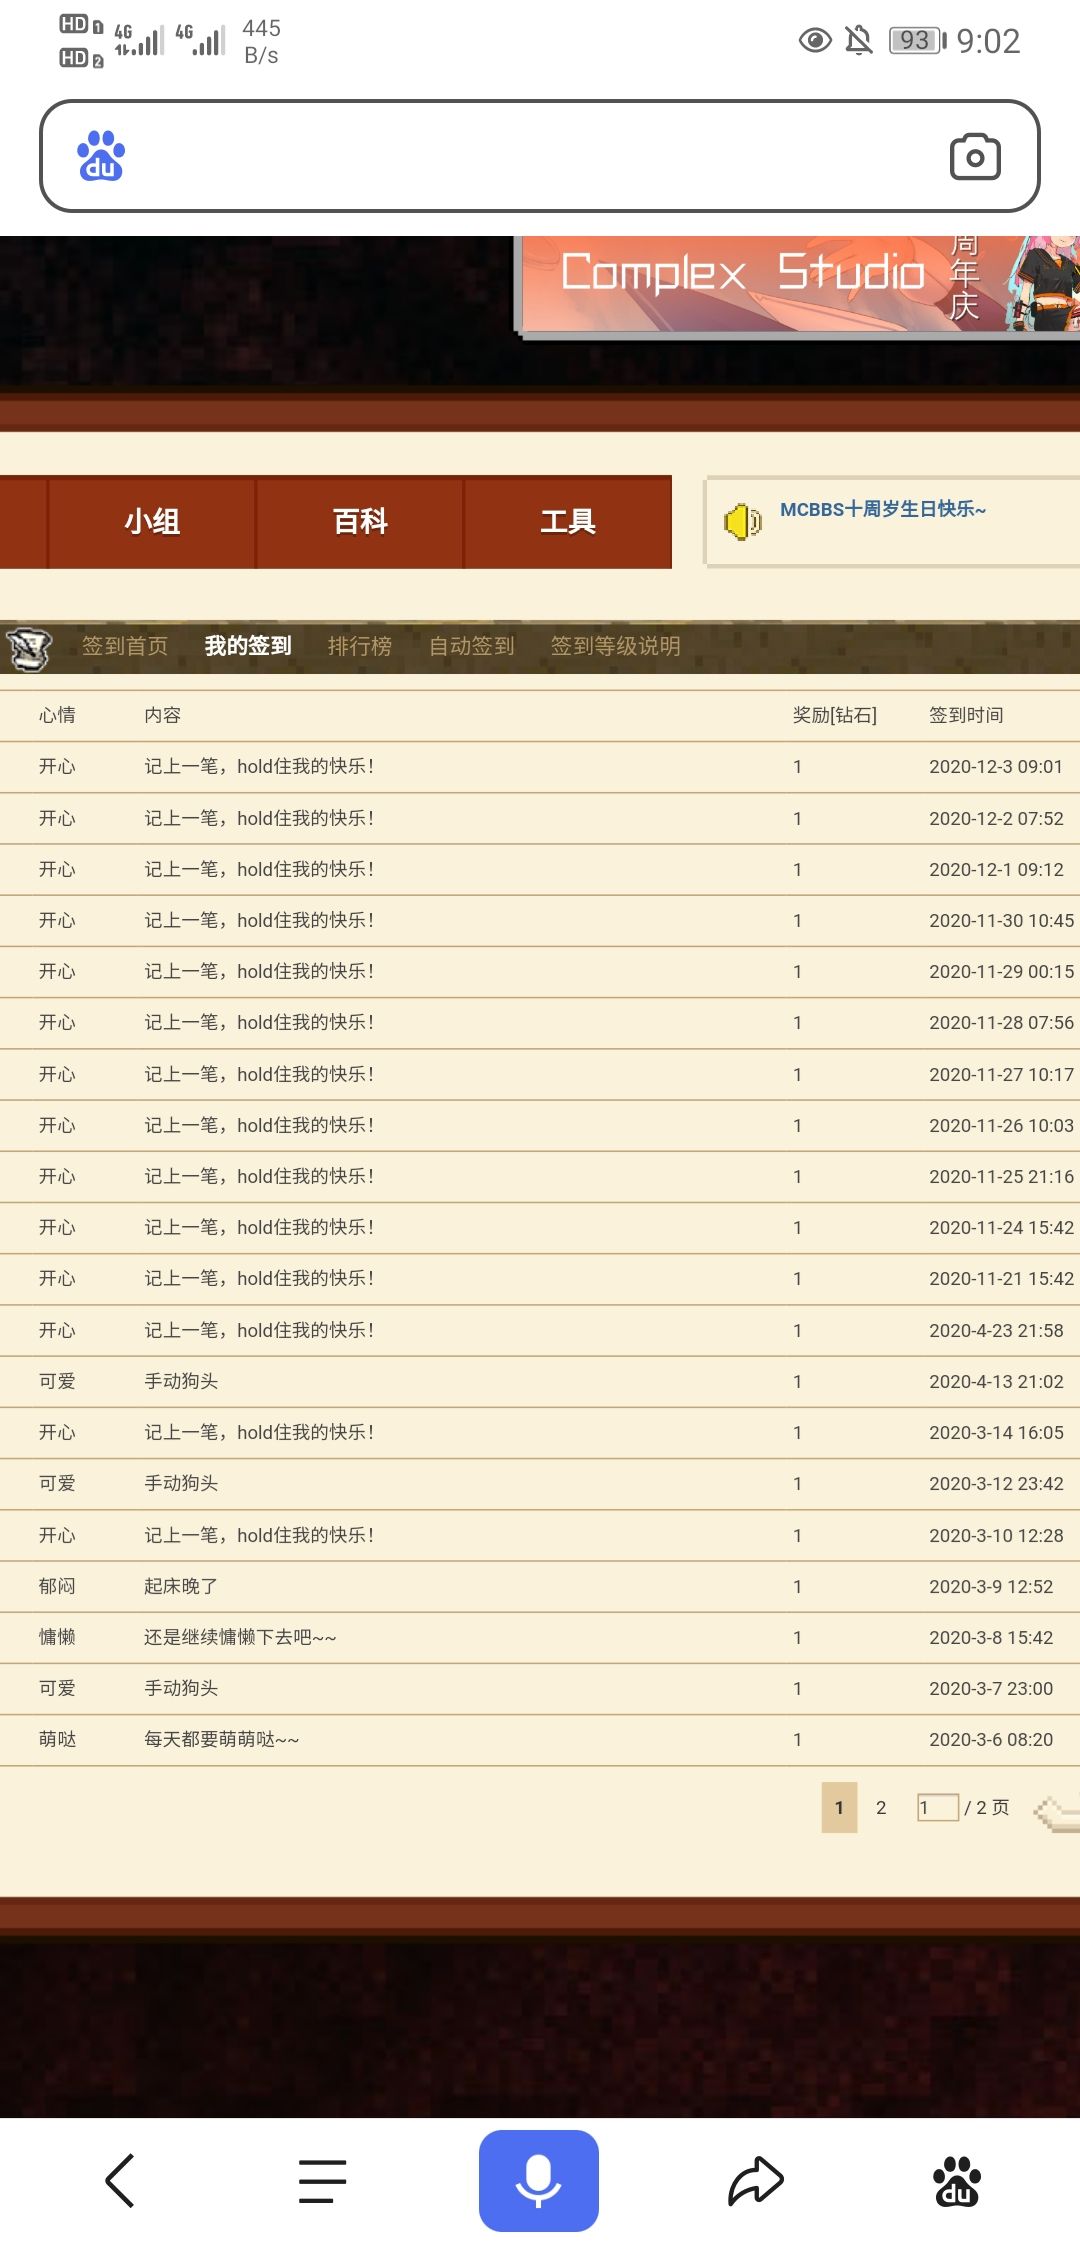 HD 1 4G 4G 445
HD 2 B/s
93 9:02
du
Complex Studio
周年庆
小组 百科 工具
MCBBS十周岁生日快乐~
签到首页 我的签到 排行榜 自动签到 签到等级说明
心情 内容 奖励[钻石] 签到时间
开心 记上一笔，hold住我的快乐！ 1 2020-12-3 09:01
开心 记上一笔，hold住我的快乐！ 1 2020-12-2 07:52
开心 记上一笔，hold住我的快乐！ 1 2020-12-1 09:12
开心 记上一笔，hold住我的快乐！ 1 2020-11-30 10:45
开心 记上一笔，hold住我的快乐！ 1 2020-11-29 00:15
开心 记上一笔，hold住我的快乐！ 1 2020-11-28 07:56
开心 记上一笔，hold住我的快乐！ 1 2020-11-27 10:17
开心 记上一笔，hold住我的快乐！ 1 2020-11-26 10:03
开心 记上一笔，hold住我的快乐！ 1 2020-11-25 21:16
开心 记上一笔，hold住我的快乐！ 1 2020-11-24 15:42
开心 记上一笔，hold住我的快乐！ 1 2020-11-21 15:42
开心 记上一笔，hold住我的快乐！ 1 2020-4-23 21:58
可爱 手动狗头 1 2020-4-13 21:02
开心 记上一笔，hold住我的快乐！ 1 2020-3-14 16:05
可爱 手动狗头 1 2020-3-12 23:42
开心 记上一笔，hold住我的快乐！ 1 2020-3-10 12:28
郁闷 起床晚了 1 2020-3-9 12:52
慵懒 还是继续慵懒下去吧~~ 1 2020-3-8 15:42
可爱 手动狗头 1 2020-3-7 23:00
萌哒 每天都要萌萌哒~~ 1 2020-3-6 08:20
1 2 1 / 2 页
du